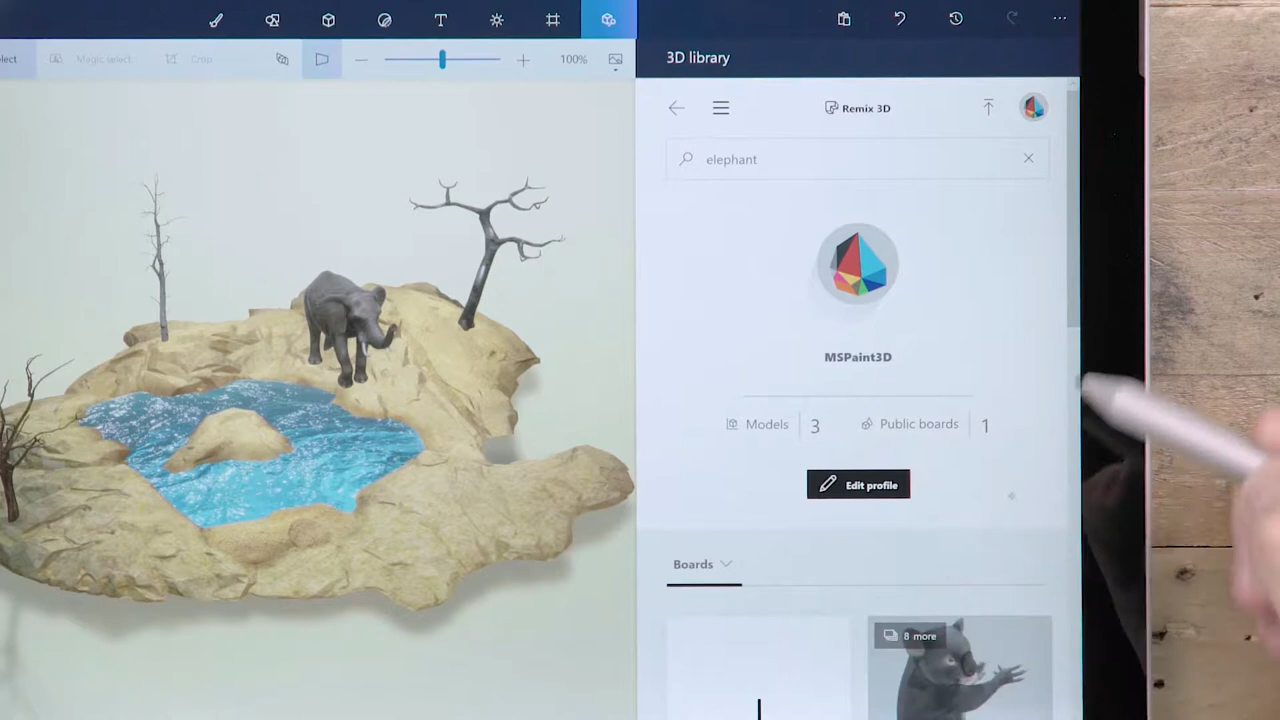 lect
Magic select
Crop
100%
3D library
Remix 3D
elephant
MSPaint3D
Models 3
Public boards 1
Edit profile
Boards
8 more